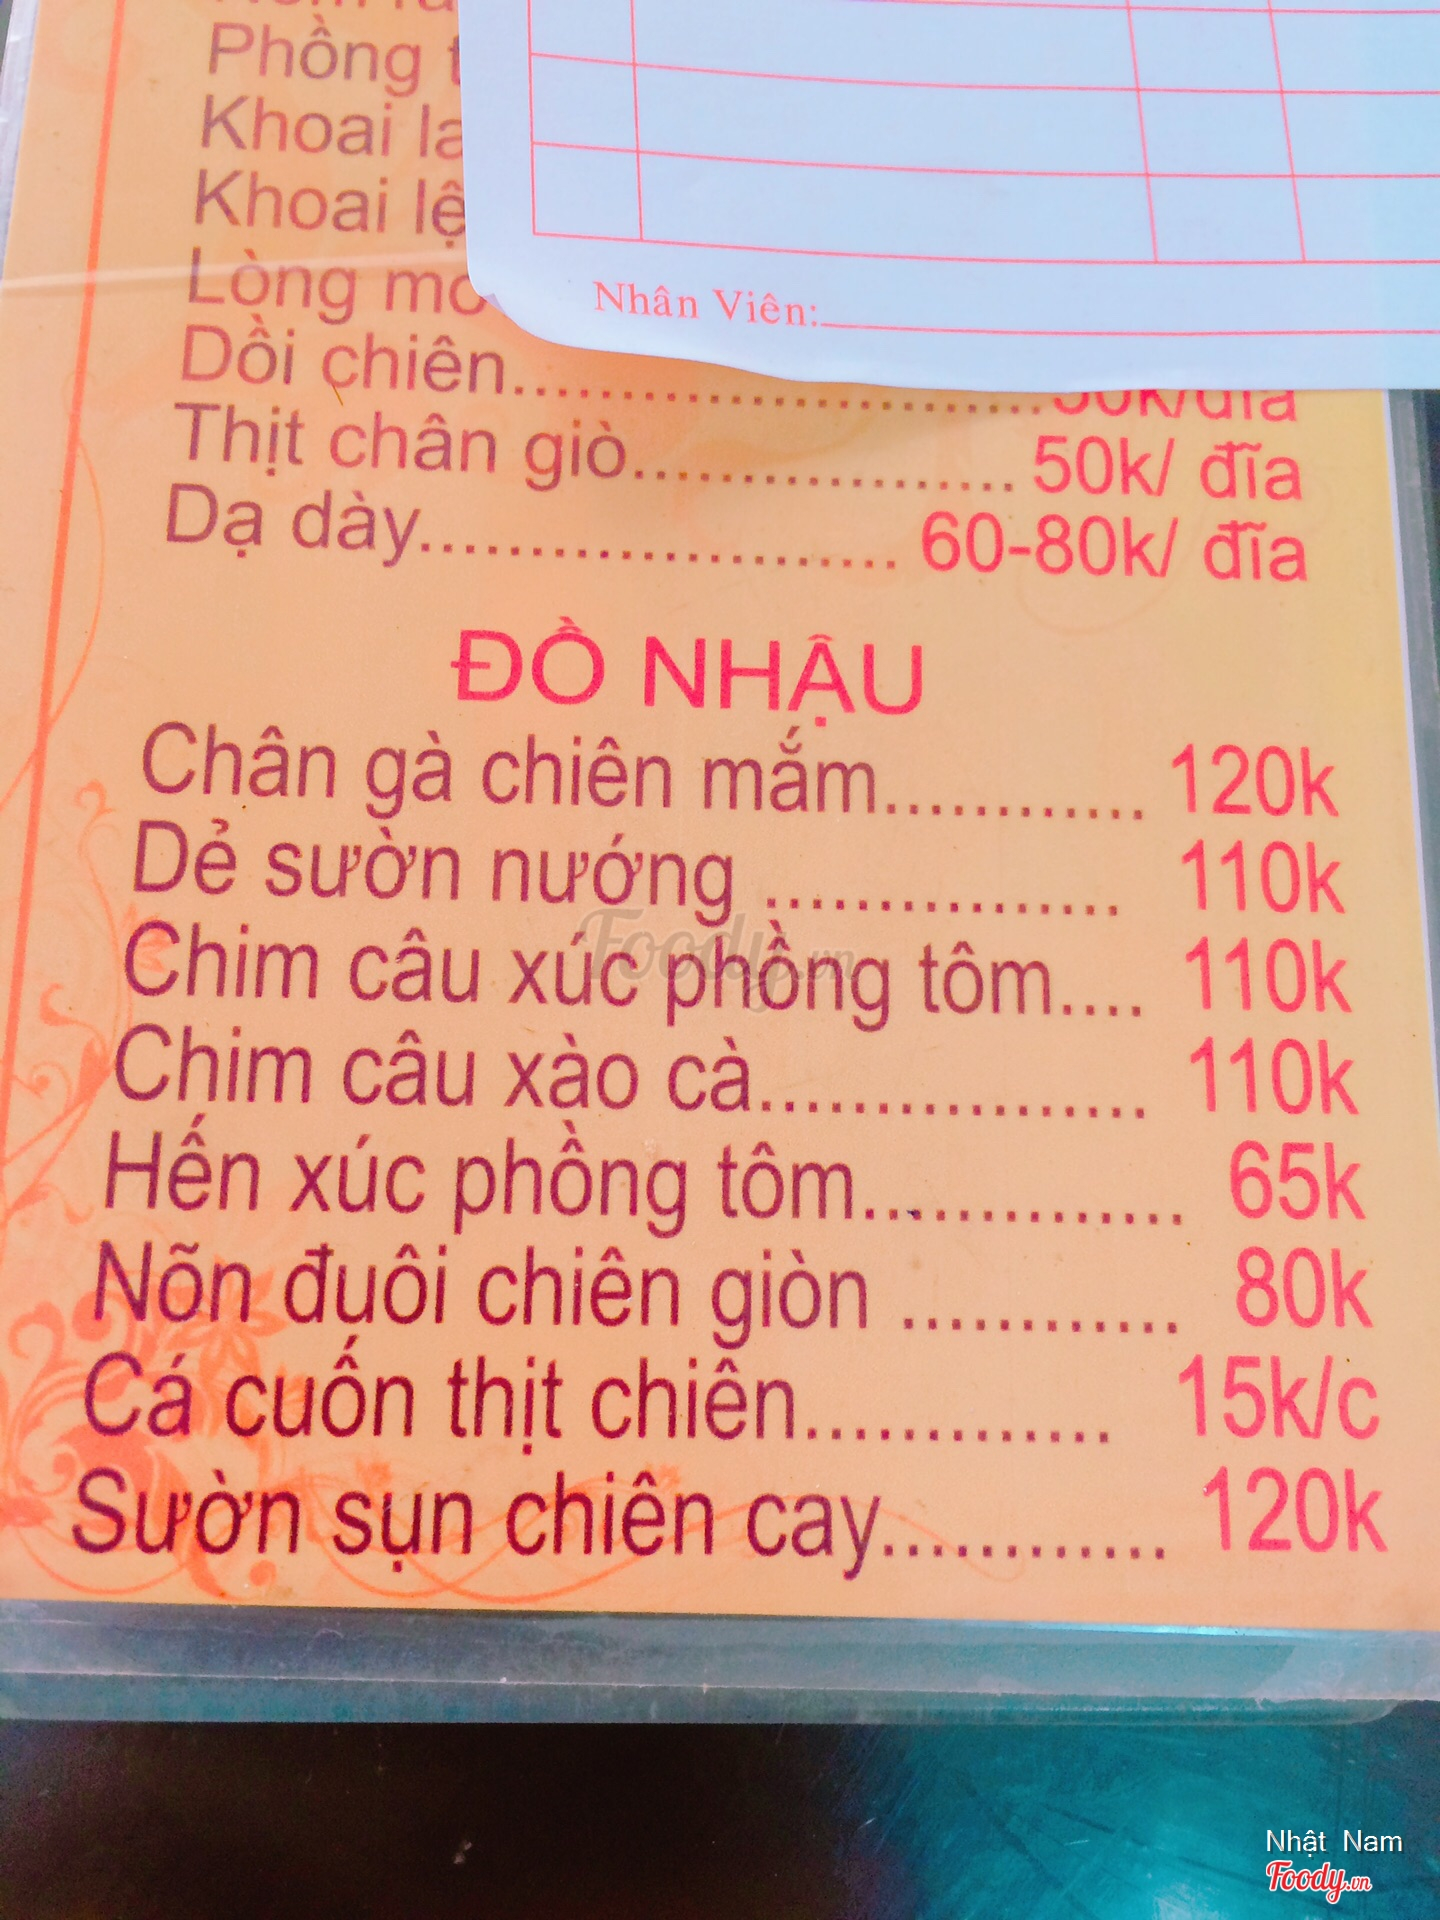 Phồng
Khoai
Khoai
Lòng
Nhân Viên:
Dồi chiên
Thịt chân giò 50k/ đĩa
Dạ dày 60-80k/ đĩa
ĐỒ NHẬU
Chân gà chiên mắm 120k
Dẻ sườn nướng 110k
Chim câu xúc phồng tôm 110k
Chim câu xào cà 110k
Hến xúc phồng tôm 65k
Nõn đuôi chiên giòn 80k
Cá cuốn thịt chiên 15k/c
Sườn sụn chiên cay 120k
Foody.vn
Nhật Nam
Foody.vn